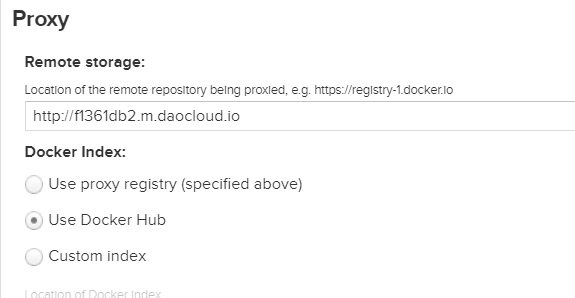 Proxy
Remote storage:
Location of the remote repository being proxied, e.g. https://registry-1.docker.io
http://f1361db2.m.daocloud.io
Docker Index:
Use proxy registry (specified above)
Use Docker Hub
Custom index
Location of Docker Index